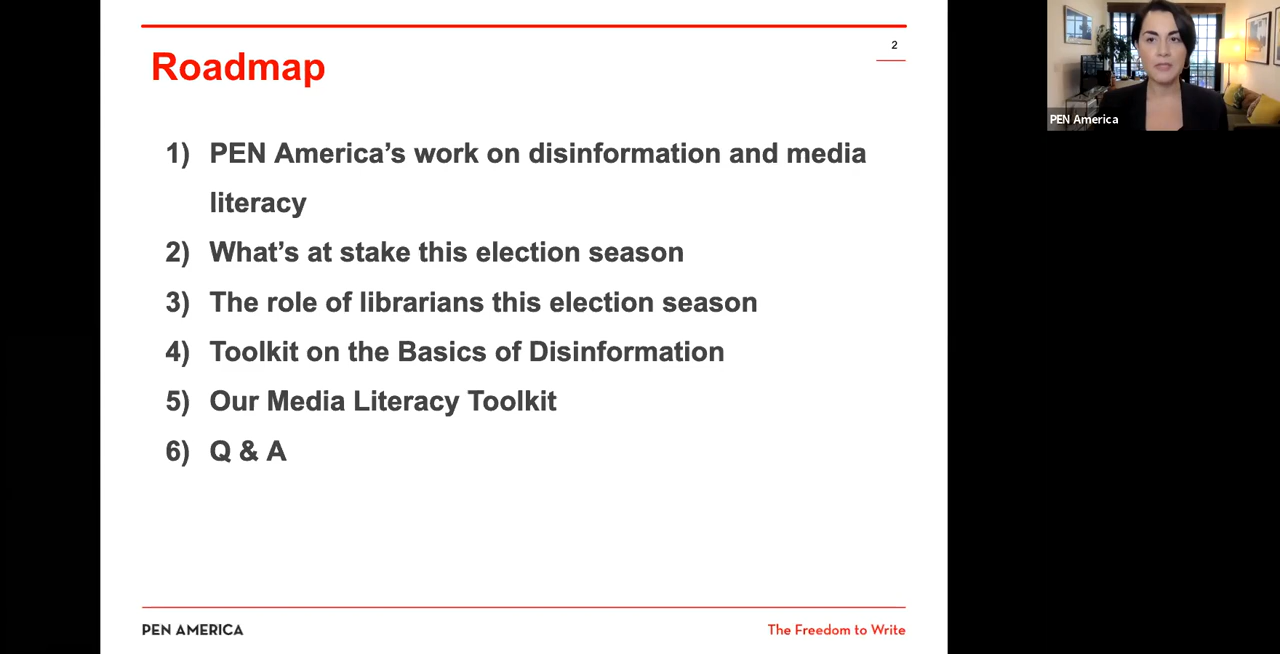 2
Roadmap
1) PEN America’s work on disinformation and media
literacy
2) What’s at stake this election season
3) The role of librarians this election season
4) Toolkit on the Basics of Disinformation
5) Our Media Literacy Toolkit
6) Q & A
PEN AMERICA
The Freedom to Write
PEN America